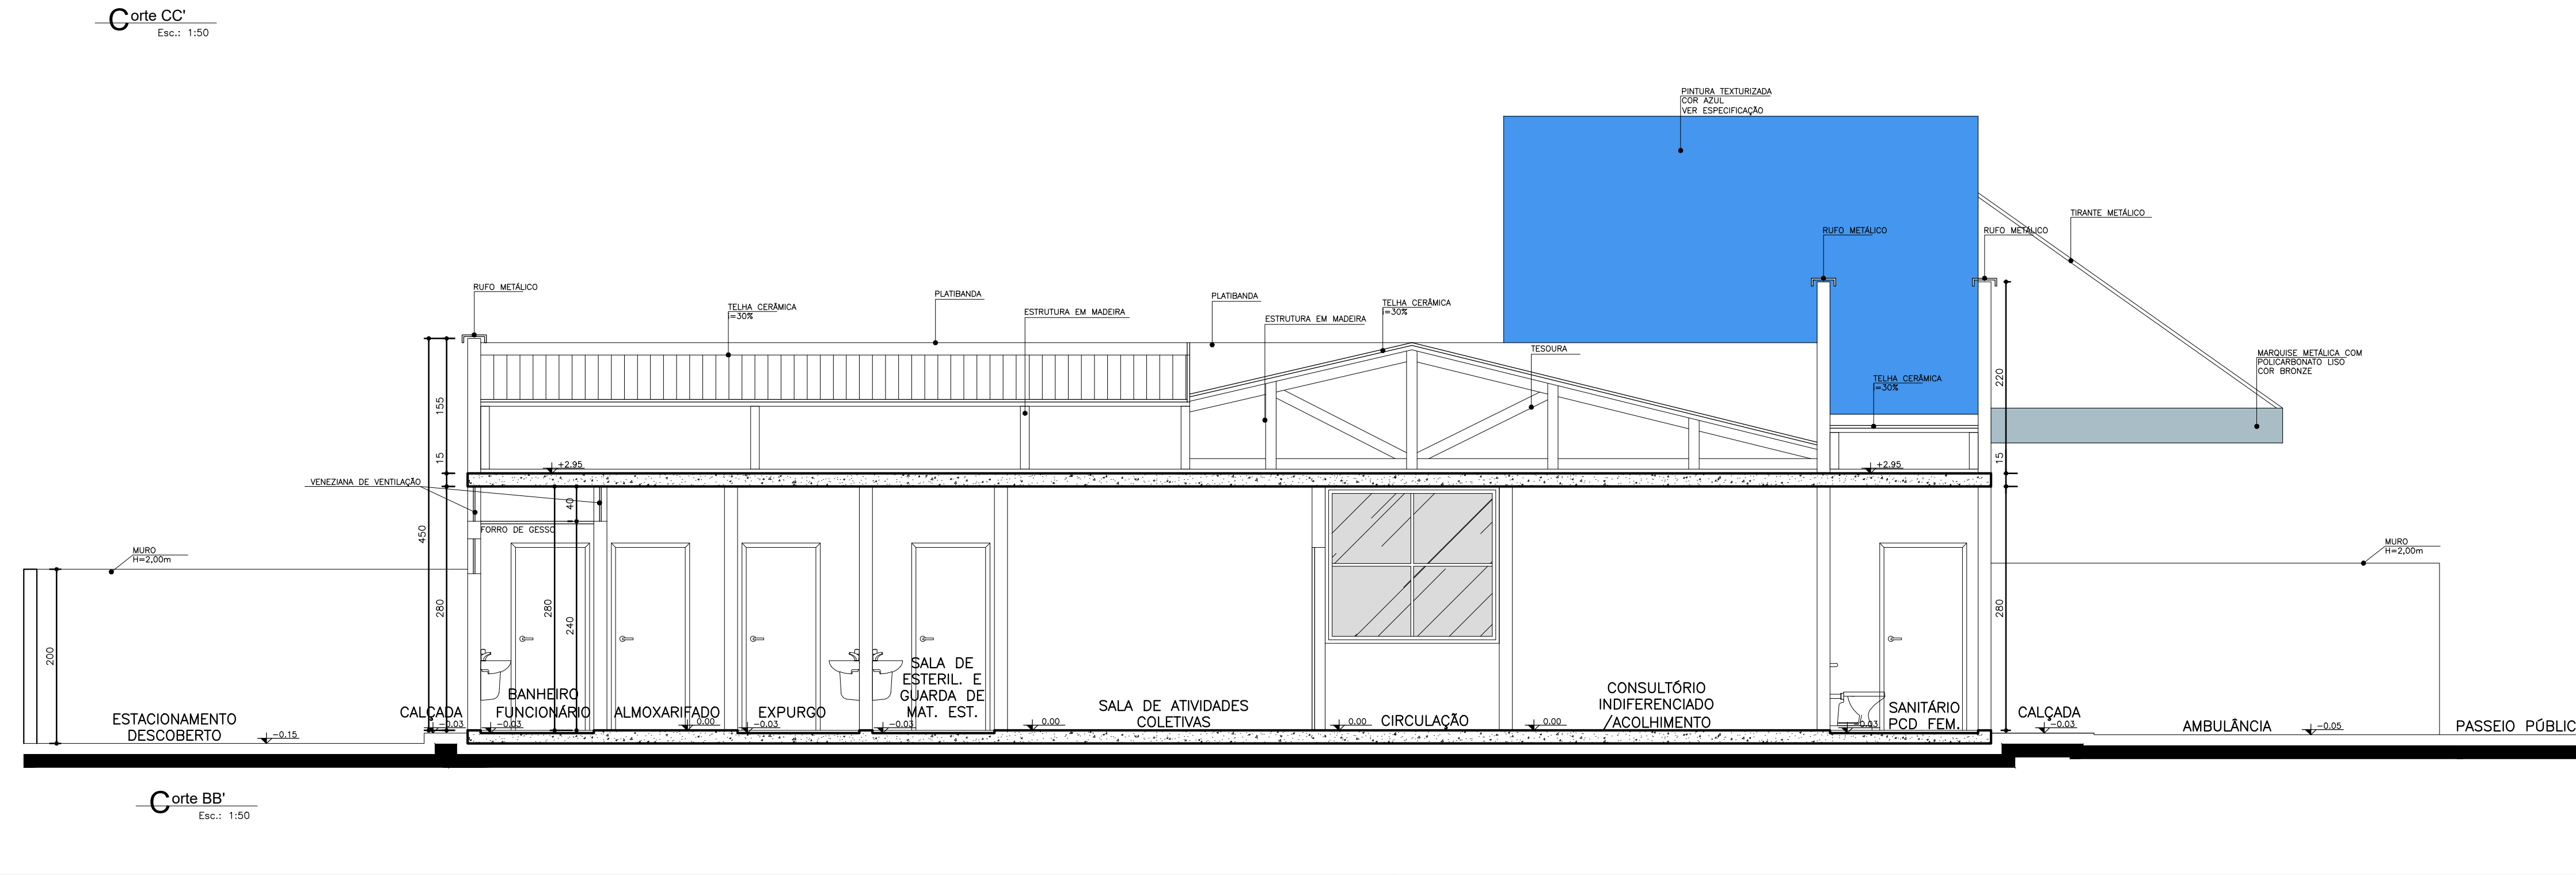 Corte CC'
Esc.: 1:50
PINTURA TEXTURIZADA
COR AZUL
VER ESPECIFICAÇÃO
TIRANTE METÁLICO
RUFO METÁLICO
RUFO METÁLICO
RUFO METÁLICO
PLATIBANDA
PLATIBANDA
TELHA CERÂMICA
i=30%
TELHA CERÂMICA
i=30%
ESTRUTURA EM MADEIRA
ESTRUTURA EM MADEIRA
TESOURA
MARQUISE METÁLICA COM
POLICARBONATO LISO
COR BRONZE
TELHA CERÂMICA
i=30%
155
220
15
15
+2.95
+2.95
VENEZIANA DE VENTILAÇÃO
40
FORRO DE GESSO
450
MURO
H=2,00m
MURO
H=2,00m
280
280
240
280
200
ESTACIONAMENTO
DESCOBERTO
-0.15
CALÇADA
-0.03
BANHEIRO
FUNCIONÁRIO
-0.03
ALMOXARIFADO
0.00
EXPURGO
-0.03
SALA DE
ESTERIL. E
GUARDA DE
MAT. EST.
-0.03
0.00
SALA DE ATIVIDADES
COLETIVAS
0.00
CIRCULAÇÃO
0.00
CONSULTÓRIO
INDIFERENCIADO
/ACOLHIMENTO
-0.03
SANITÁRIO
PCD FEM.
CALÇADA
-0.03
AMBULÂNCIA
-0.05
PASSEIO PÚBLIC
Corte BB'
Esc.: 1:50